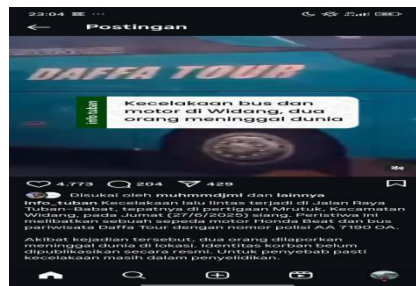 23:04
Postingan
DAFFA TOUR
info tuban
Kecelakaan bus dan
motor di Widang, dua
orang meninggal dunia
4.773 204 429
Disukai oleh muhmmdjml dan lainnya
info_tuban Kecelakaan lalu lintas terjadi di Jalan Raya
Tuban-Babat, tepatnya di pertigaan Mrutuk, Kecamatan
Widang, pada Jumat (27/6/2025) siang. Peristiwa ini
melibatkan sebuah sepeda motor Honda Beat dan bus
pariwisata Daffa Tour dengan nomor polisi AA 7190 OA.
Akibat kejadian tersebut, dua orang dilaporkan
meninggal dunia di lokasi. Identitas korban belum
dipublikasikan secara resmi. Untuk penyebab pasti
kecelakaan masih dalam penyelidikan.